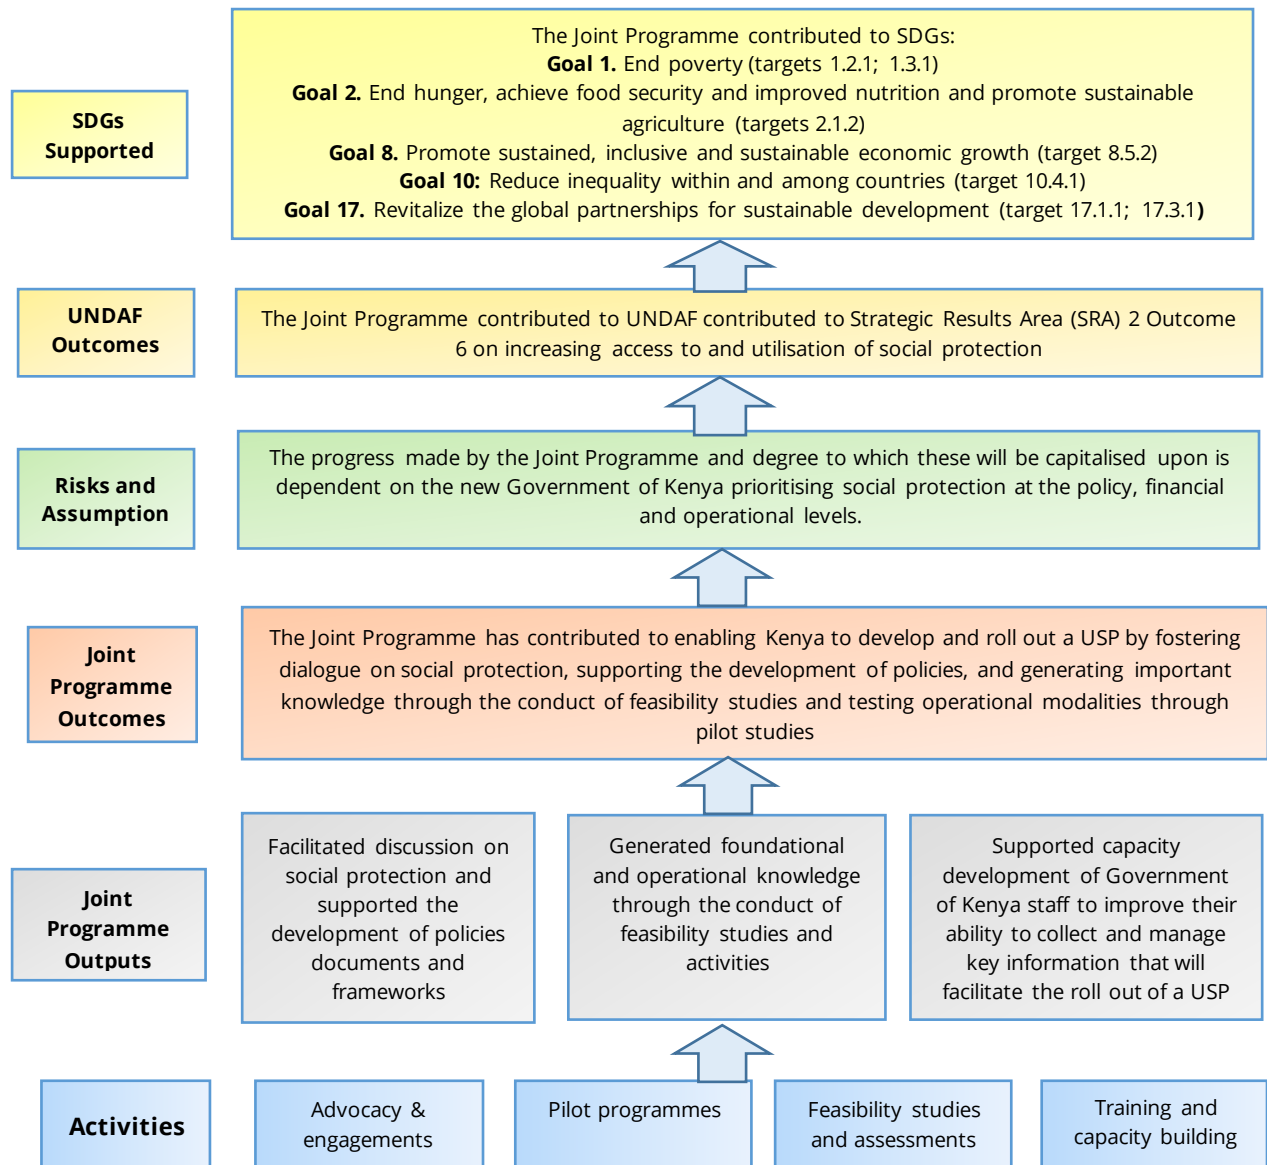 The Joint Programme contributed to SDGs:
Goal 1. End poverty (targets 1.2.1; 1.3.1)
Goal 2. End hunger, achieve food security and improved nutrition and promote sustainable
agriculture (targets 2.1.2)
Goal 8. Promote sustained, inclusive and sustainable economic growth (target 8.5.2)
Goal 10: Reduce inequality within and among countries (target 10.4.1)
Goal 17. Revitalize the global partnerships for sustainable development (target 17.1.1; 17.3.1)
SDGs
Supported
UNDAF
Outcomes
The Joint Programme contributed to UNDAF contributed to Strategic Results Area (SRA) 2 Outcome
6 on increasing access to and utilisation of social protection
Risks and
Assumption
The progress made by the Joint Programme and degree to which these will be capitalised upon is
dependent on the new Government of Kenya prioritising social protection at the policy, financial
and operational levels.
Joint
Programme
Outcomes
The Joint Programme has contributed to enabling Kenya to develop and roll out a USP by fostering
dialogue on social protection, supporting the development of policies, and generating important
knowledge through the conduct of feasibility studies and testing operational modalities through
pilot studies
Joint
Programme
Outputs
Facilitated discussion on
social protection and
supported the
development of policies
documents and
frameworks
Generated foundational
and operational knowledge
through the conduct of
feasibility studies and
activities
Supported capacity
development of Government
of Kenya staff to improve their
ability to collect and manage
key information that will
facilitate the roll out of a USP
Activities
Advocacy &
engagements
Pilot programmes
Feasibility studies
and assessments
Training and
capacity building